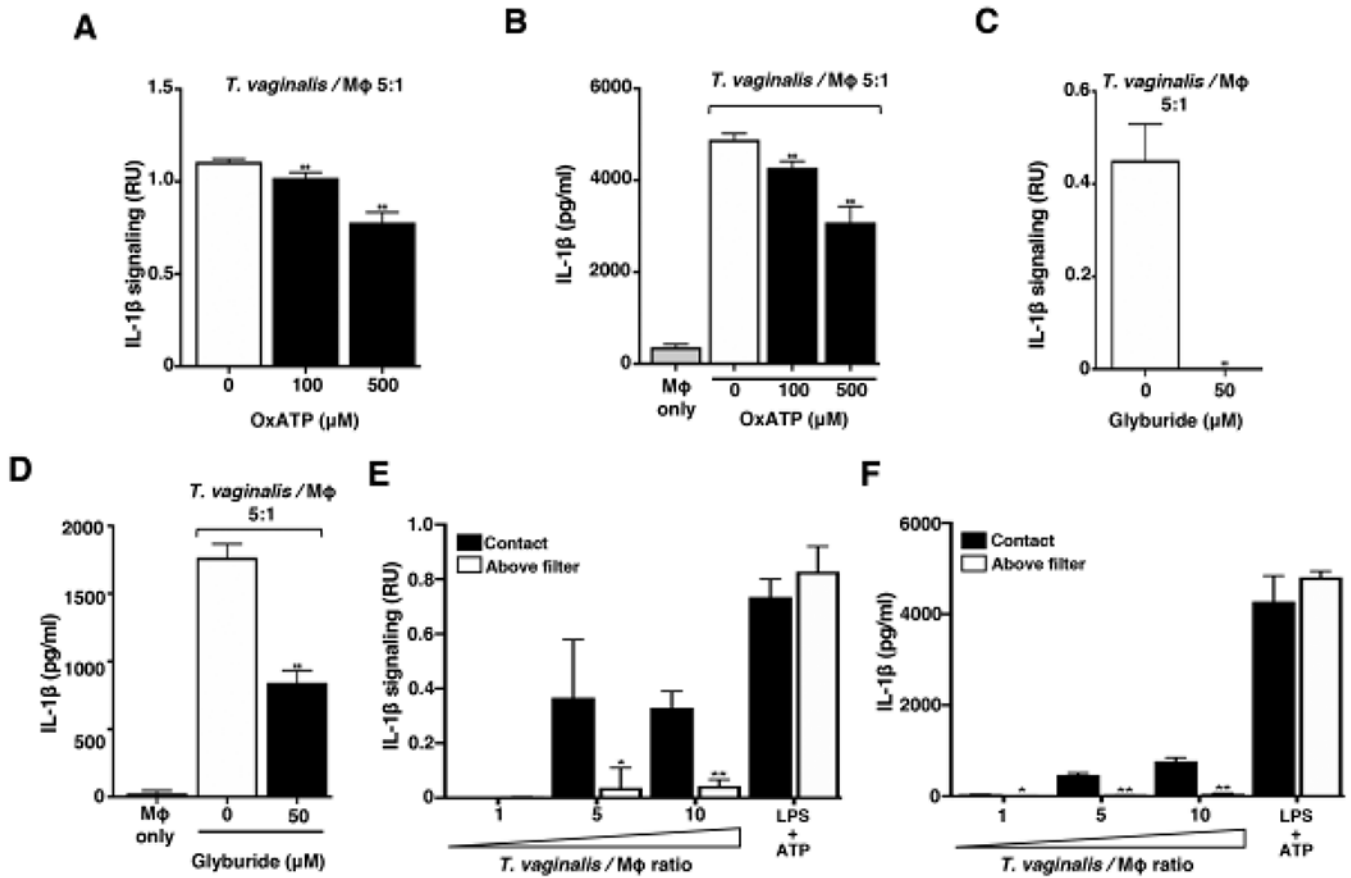 A
T. vaginalis / Mϕ 5:1
1.5
1.0
0.5
0
IL-1β signaling (RU)
**
**
0 100 500
OxATP (μM)
B
T. vaginalis / Mϕ 5:1
6000
4000
2000
0
IL-1β (pg/ml)
**
**
Mϕ
only
0 100 500
OxATP (μM)
C
T. vaginalis / Mϕ
5:1
0.6
0.4
0.2
0
IL-1β signaling (RU)
*
0 50
Glyburide (μM)
D
T. vaginalis / Mϕ
5:1
2000
1500
1000
500
0
IL-1β (pg/ml)
**
Mϕ
only
0 50
Glyburide (μM)
E
1.0
0.8
0.6
0.4
0.2
0
IL-1β signaling (RU)
Contact
Above filter
*
**
1 5 10
LPS
+
ATP
T. vaginalis / Mϕ ratio
F
6000
4000
2000
0
IL-1β (pg/ml)
Contact
Above filter
*
**
**
1 5 10
LPS
+
ATP
T. vaginalis / Mϕ ratio